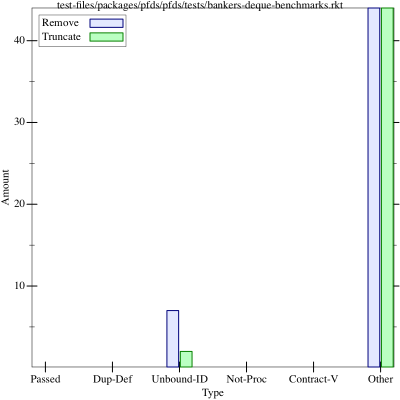 test-files/packages/pfds/pfds/tests/bankers-deque-benchmarks.rkt
Remove
Truncate
40
30
20
10
Amount
Passed Dup-Def Unbound-ID Not-Proc Contract-V Other
Type